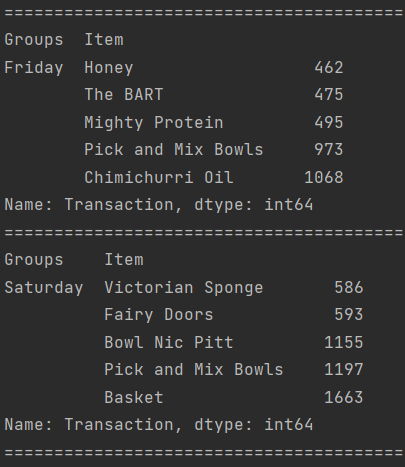 ========================================
Groups  Item
Friday  Honey                  462
        The BART               475
        Mighty Protein         495
        Pick and Mix Bowls     973
        Chimichurri Oil       1068
Name: Transaction, dtype: int64
========================================
Groups    Item
Saturday  Victorian Sponge       586
          Fairy Doors            593
          Bowl Nic Pitt         1155
          Pick and Mix Bowls    1197
          Basket                1663
Name: Transaction, dtype: int64
========================================